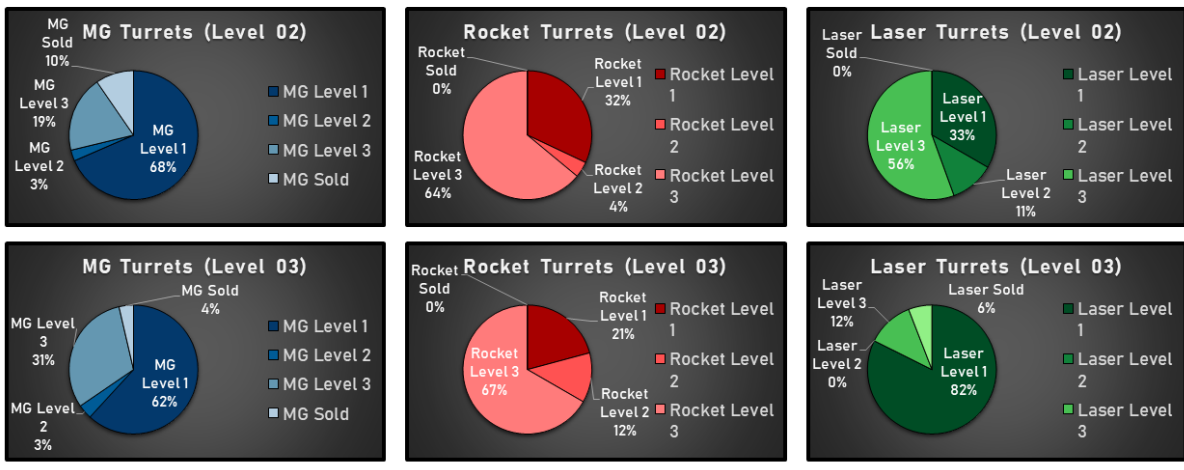 MG Turrets (Level 02)
MG
Sold
10%
MG
Level 3
19%
MG
Level 2
3%
MG
Level 1
68%
MG Level 1
MG Level 2
MG Level 3
MG Sold
Rocket Turrets (Level 02)
Rocket
Sold
0%
Rocket
Level 1
32%
Rocket
Level 3
64%
Rocket
Level 2
4%
Rocket Level
1
Rocket Level
2
Rocket Level
3
Laser Turrets (Level 02)
Laser
Sold
0%
Laser
Level 1
33%
Laser
Level 3
56%
Laser
Level 2
11%
Laser Level
1
Laser Level
2
Laser Level
3
MG Turrets (Level 03)
MG Sold
4%
MG Level
3
31%
MG
Level 1
62%
MG Level
2
3%
MG Level 1
MG Level 2
MG Level 3
MG Sold
Rocket Turrets (Level 03)
Rocket
Sold
0%
Rocket
Level 1
21%
Rocket
Level 3
67%
Rocket
Level 2
12%
Rocket Level
1
Rocket Level
2
Rocket Level
3
Laser Turrets (Level 03)
Laser
Level 3
12%
Laser Sold
6%
Laser
Level 2
0%
Laser
Level 1
82%
Laser Level
1
Laser Level
2
Laser Level
3